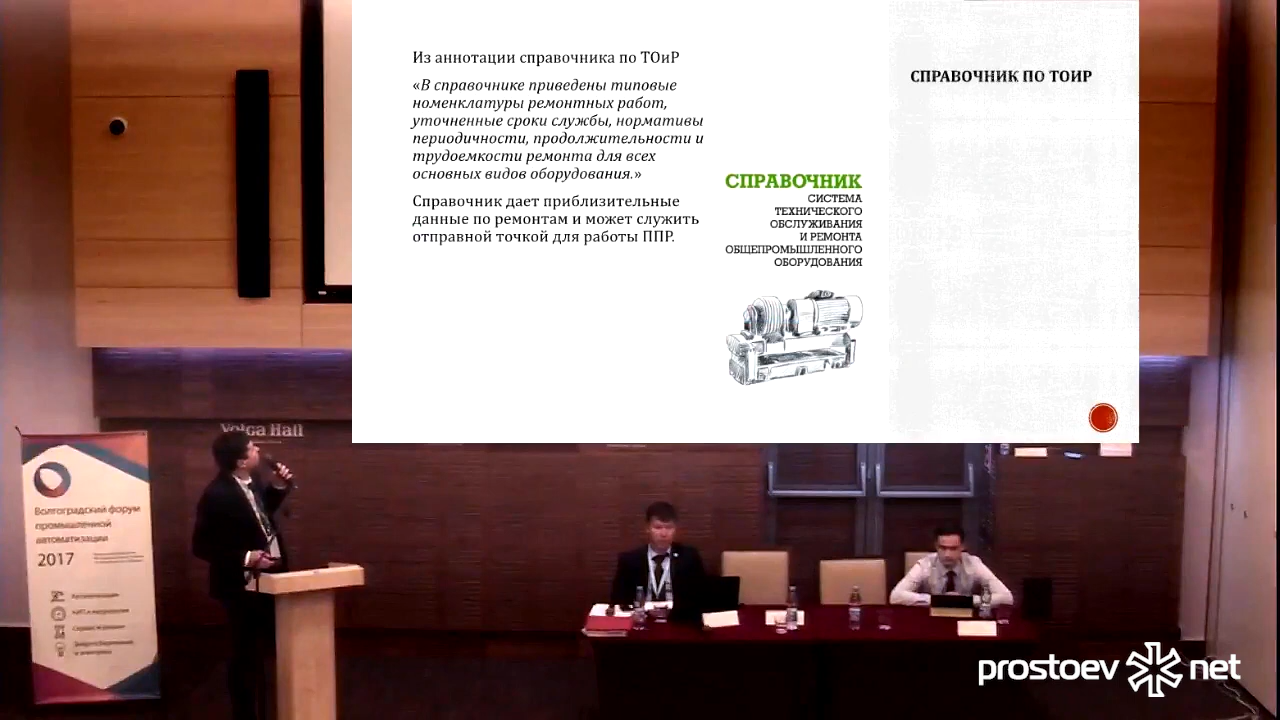 Из аннотации справочника по ТОиР
«В справочнике приведены типовые
номенклатуры ремонтных работ,
уточненные сроки службы, нормативы
периодичности, продолжительности и
трудоемкости ремонта для всех
основных видов оборудования.»
Справочник дает приблизительные
данные по ремонтам и может служить
отправной точкой для работы ППР.
СПРАВОЧНИК
СИСТЕМА
ТЕХНИЧЕСКОГО
ОБСЛУЖИВАНИЯ
И РЕМОНТА
ОБЩЕПРОМЫШЛЕННОГО
ОБОРУДОВАНИЯ
СПРАВОЧНИК ПО ТОИР
Volga Hall
Волгоградский форум
промышленной
автоматизации
2017
prostoev net